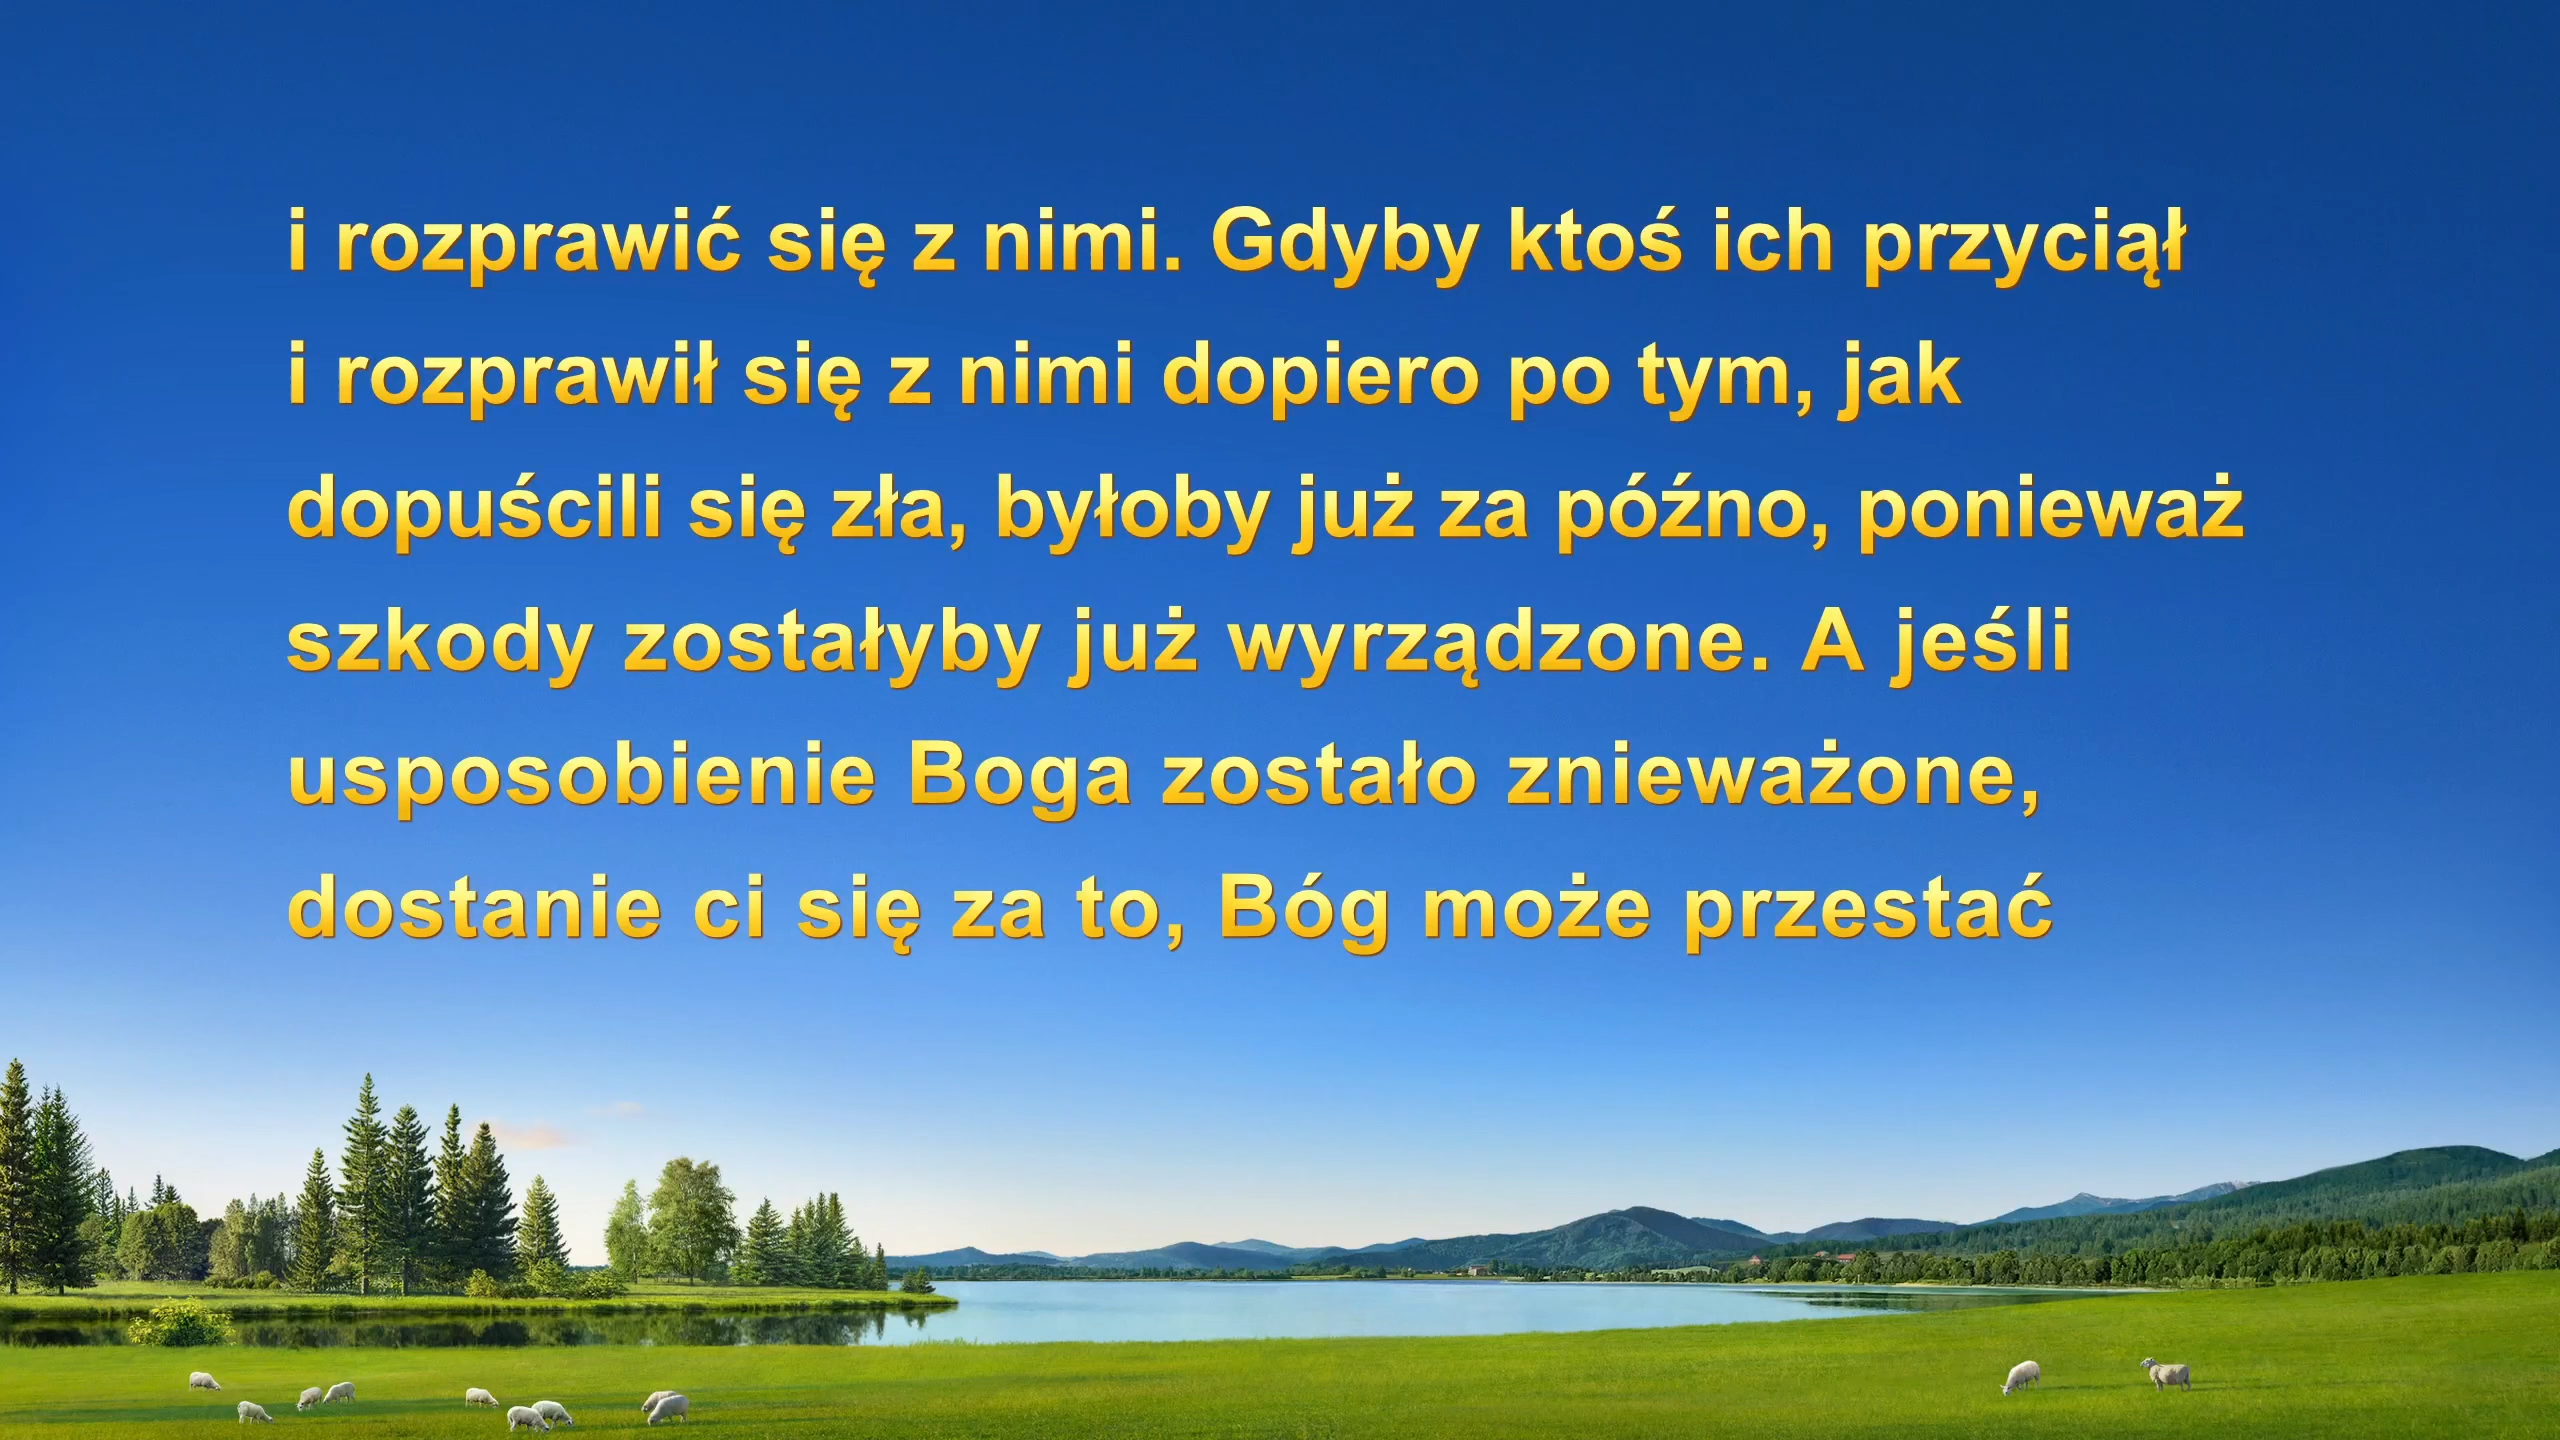 i rozprawić się z nimi. Gdyby ktoś ich przyciął
i rozprawił się z nimi dopiero po tym, jak
dopuścili się zła, byłoby już za późno, ponieważ
szkody zostałyby już wyrządzone. A jeśli
usposobienie Boga zostało znieważone,
dostanie ci się za to, Bóg może przestać